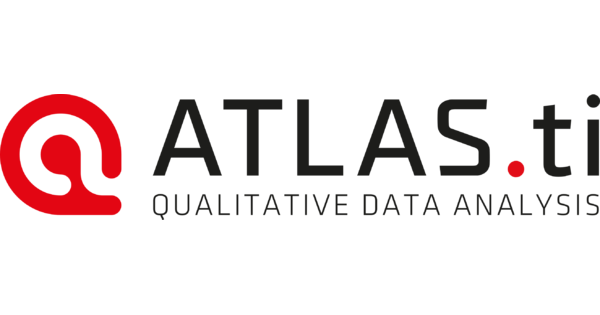 ATLAS.ti
QUALITATIVE DATA ANALYSIS